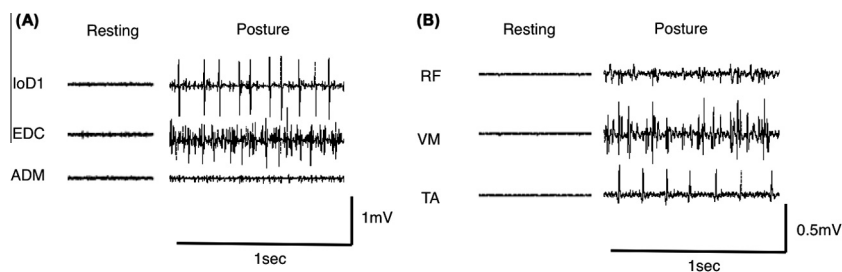 (A)
Resting Posture
IoD1
EDC
ADM
1mV
1sec
(B)
Resting Posture
RF
VM
TA
0.5mV
1sec